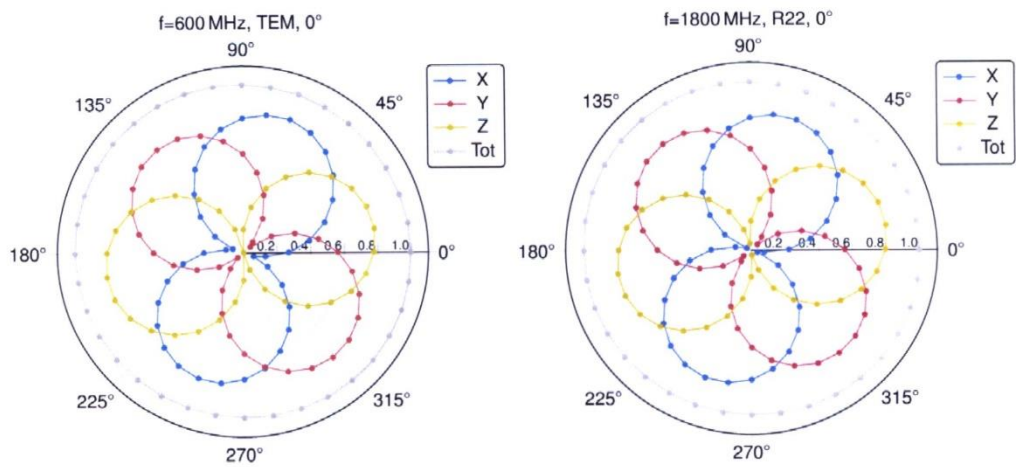 f=600 MHz, TEM, 0°
90°
135°
45°
X
Y
Z
Tot
180°
0.2 0.4 0.6 0.8 1.0
0°
225°
315°
270°
f=1800 MHz, R22, 0°
90°
135°
45°
X
Y
Z
Tot
180°
0.2 0.4 0.6 0.8 1.0
0°
225°
315°
270°